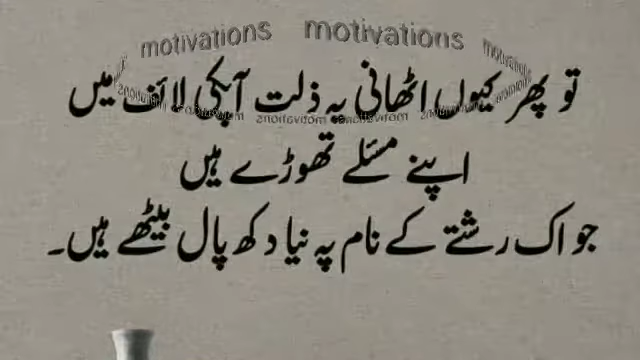 motivations motivations motivations
تو پھر کیوں اٹھانی یہ ذلت آپکی لائف میں
اپنے مسئلے تھوڑے ہیں
جو اک رشتے کے نام پہ نیا دکھ پال بیٹھے ہیں۔